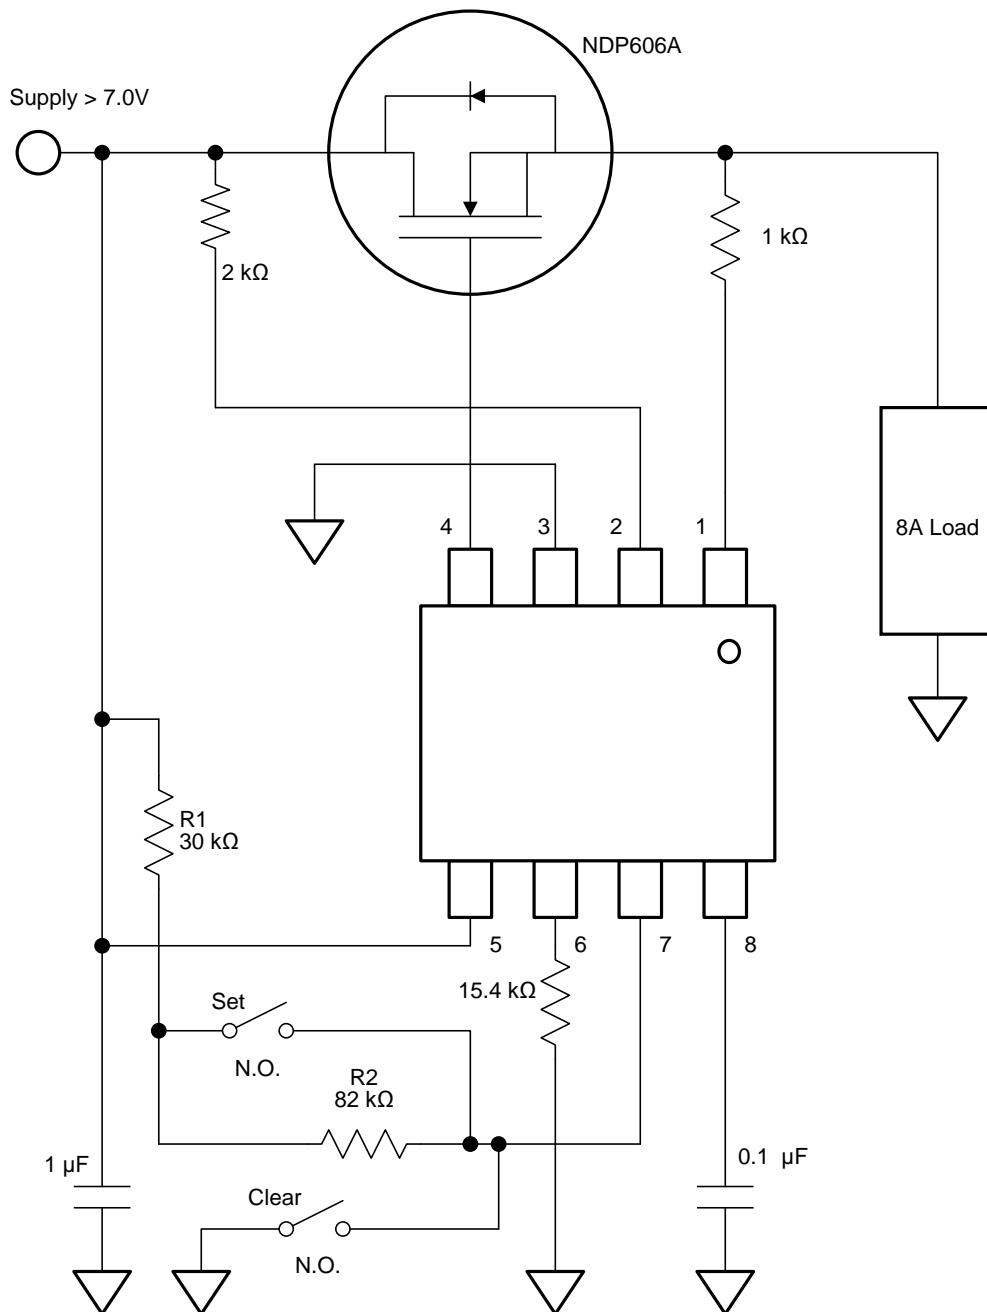 NDP606A
Supply > 7.0V
1 kΩ
2 kΩ
4
3
2
1
8A Load
R1
30 kΩ
5
6
7
8
15.4 kΩ
Set
N.O.
R2
82 kΩ
1 µF
0.1 µF
Clear
N.O.